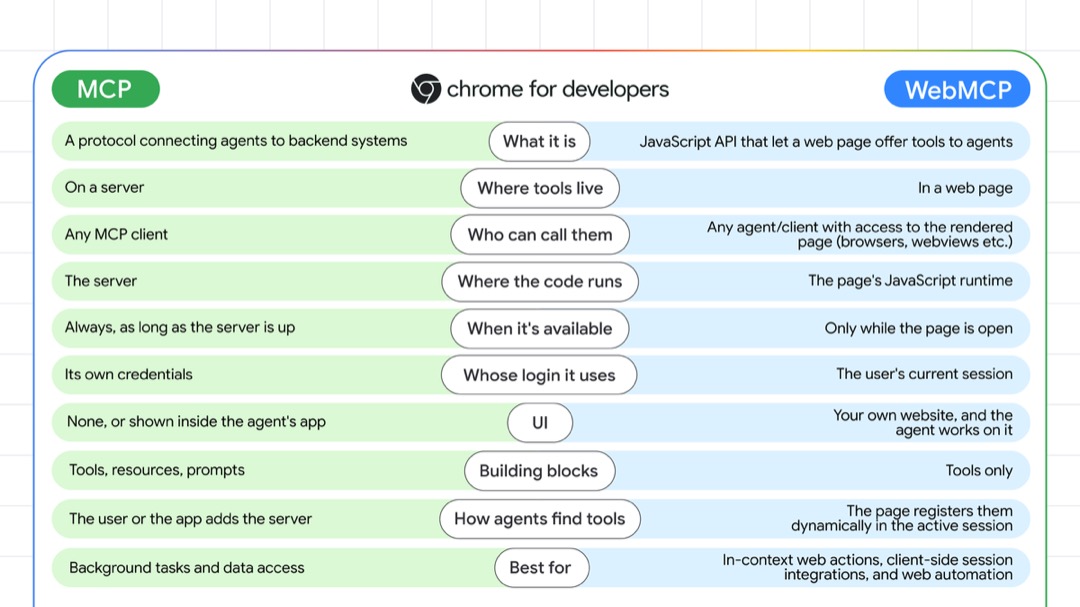 MCP
chrome for developers
WebMCP
A protocol connecting agents to backend systems
What it is
JavaScript API that let a web page offer tools to agents
On a server
Where tools live
In a web page
Any MCP client
Who can call them
Any agent/client with access to the rendered
page (browsers, webviews etc.)
The server
Where the code runs
The page's JavaScript runtime
Always, as long as the server is up
When it's available
Only while the page is open
Its own credentials
Whose login it uses
The user's current session
None, or shown inside the agent's app
UI
Your own website, and the
agent works on it
Tools, resources, prompts
Building blocks
Tools only
The user or the app adds the server
How agents find tools
The page registers them
dynamically in the active session
Background tasks and data access
Best for
In-context web actions, client-side session
integrations, and web automation